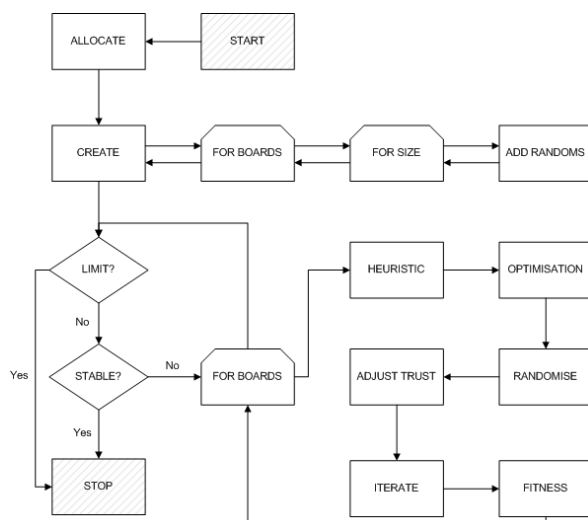 ALLOCATE
START
CREATE
FOR BOARDS
FOR SIZE
ADD RANDOMS
LIMIT?
HEURISTIC
OPTIMISATION
No
Yes
STABLE?
No
FOR BOARDS
ADJUST TRUST
RANDOMISE
Yes
STOP
ITERATE
FITNESS